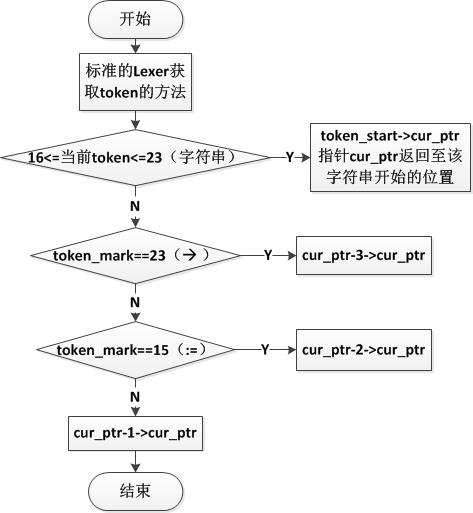 开始
标准的Lexer获
取token的方法
16<=当前token<=23（字符串）
Y
token_start->cur_ptr
指针cur_ptr返回至该
字符串开始的位置
N
token_mark==23（→）
Y
cur_ptr-3->cur_ptr
N
token_mark==15（:=）
Y
cur_ptr-2->cur_ptr
N
cur_ptr-1->cur_ptr
结束